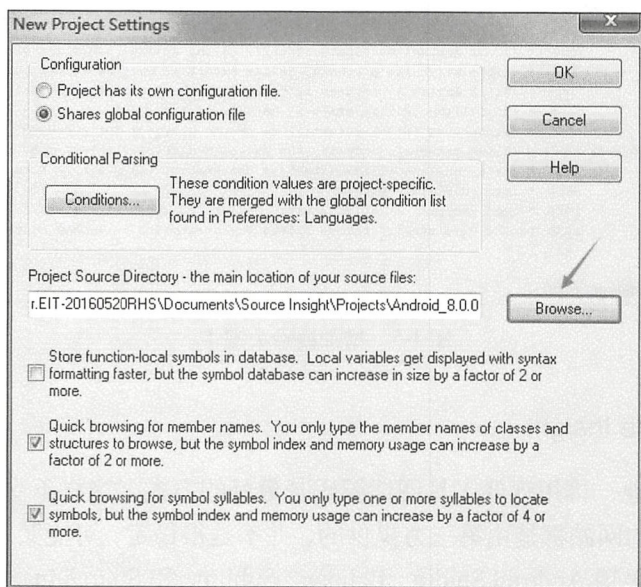 New Project Settings
Configuration
Project has its own configuration file.
Shares global configuration file
OK
Cancel
Help
Conditional Parsing
Conditions...
These condition values are project-specific.
They are merged with the global condition list
found in Preferences: Languages.
Project Source Directory - the main location of your source files:
r.EIT-20160520RHS\Documents\Source Insight\Projects\Android_8.0.0
Browse...
Store function-local symbols in database. Local variables get displayed with syntax
formatting faster, but the symbol database can increase in size by a factor of 2 or
more.
Quick browsing for member names. You only type the member names of classes and
structures to browse, but the symbol index and memory usage can increase by a
factor of 2 or more.
Quick browsing for symbol syllables. You only type one or more syllables to locate
symbols, but the symbol index and memory usage can increase by a factor of 4 or
more.